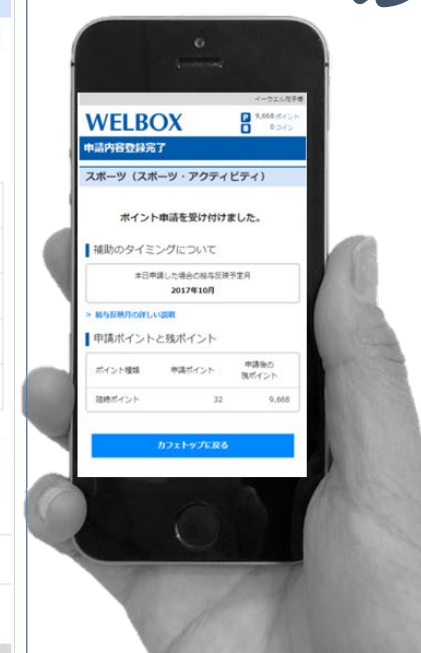 イーウエル花子様
WELBOX
P 9,668 ポイント
0 コイン
申請内容登録完了
スポーツ（スポーツ・アクティビティ）
ポイント申請を受け付けました。
補助のタイミングについて
本日申請した場合の給与反映予定月
2017年10月
> 給与反映月の詳しい説明
申請ポイントと残ポイント
ポイント種類 申請ポイント 申請後の
残ポイント
随時ポイント 32 9,668
カフェトップに戻る